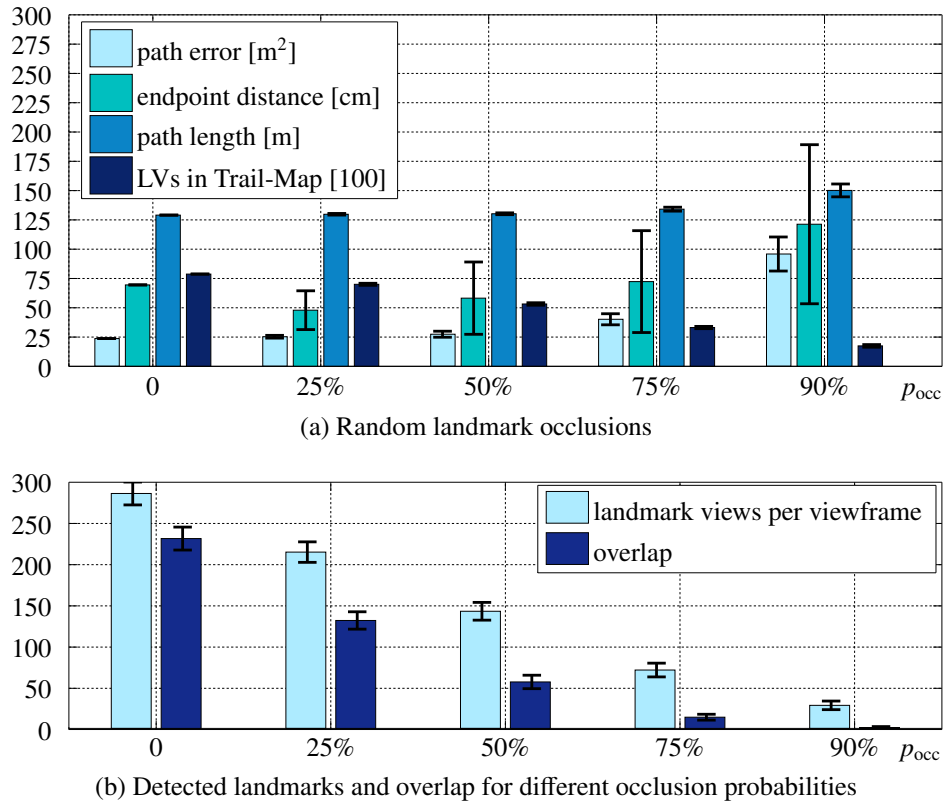 300
275
250
225
200
175
150
125
100
75
50
25
0
path error [m²]
endpoint distance [cm]
path length [m]
LVs in Trail-Map [100]
0 25% 50% 75% 90% p_occ
(a) Random landmark occlusions
300
250
200
150
100
50
0
landmark views per viewframe
overlap
0 25% 50% 75% 90% p_occ
(b) Detected landmarks and overlap for different occlusion probabilities